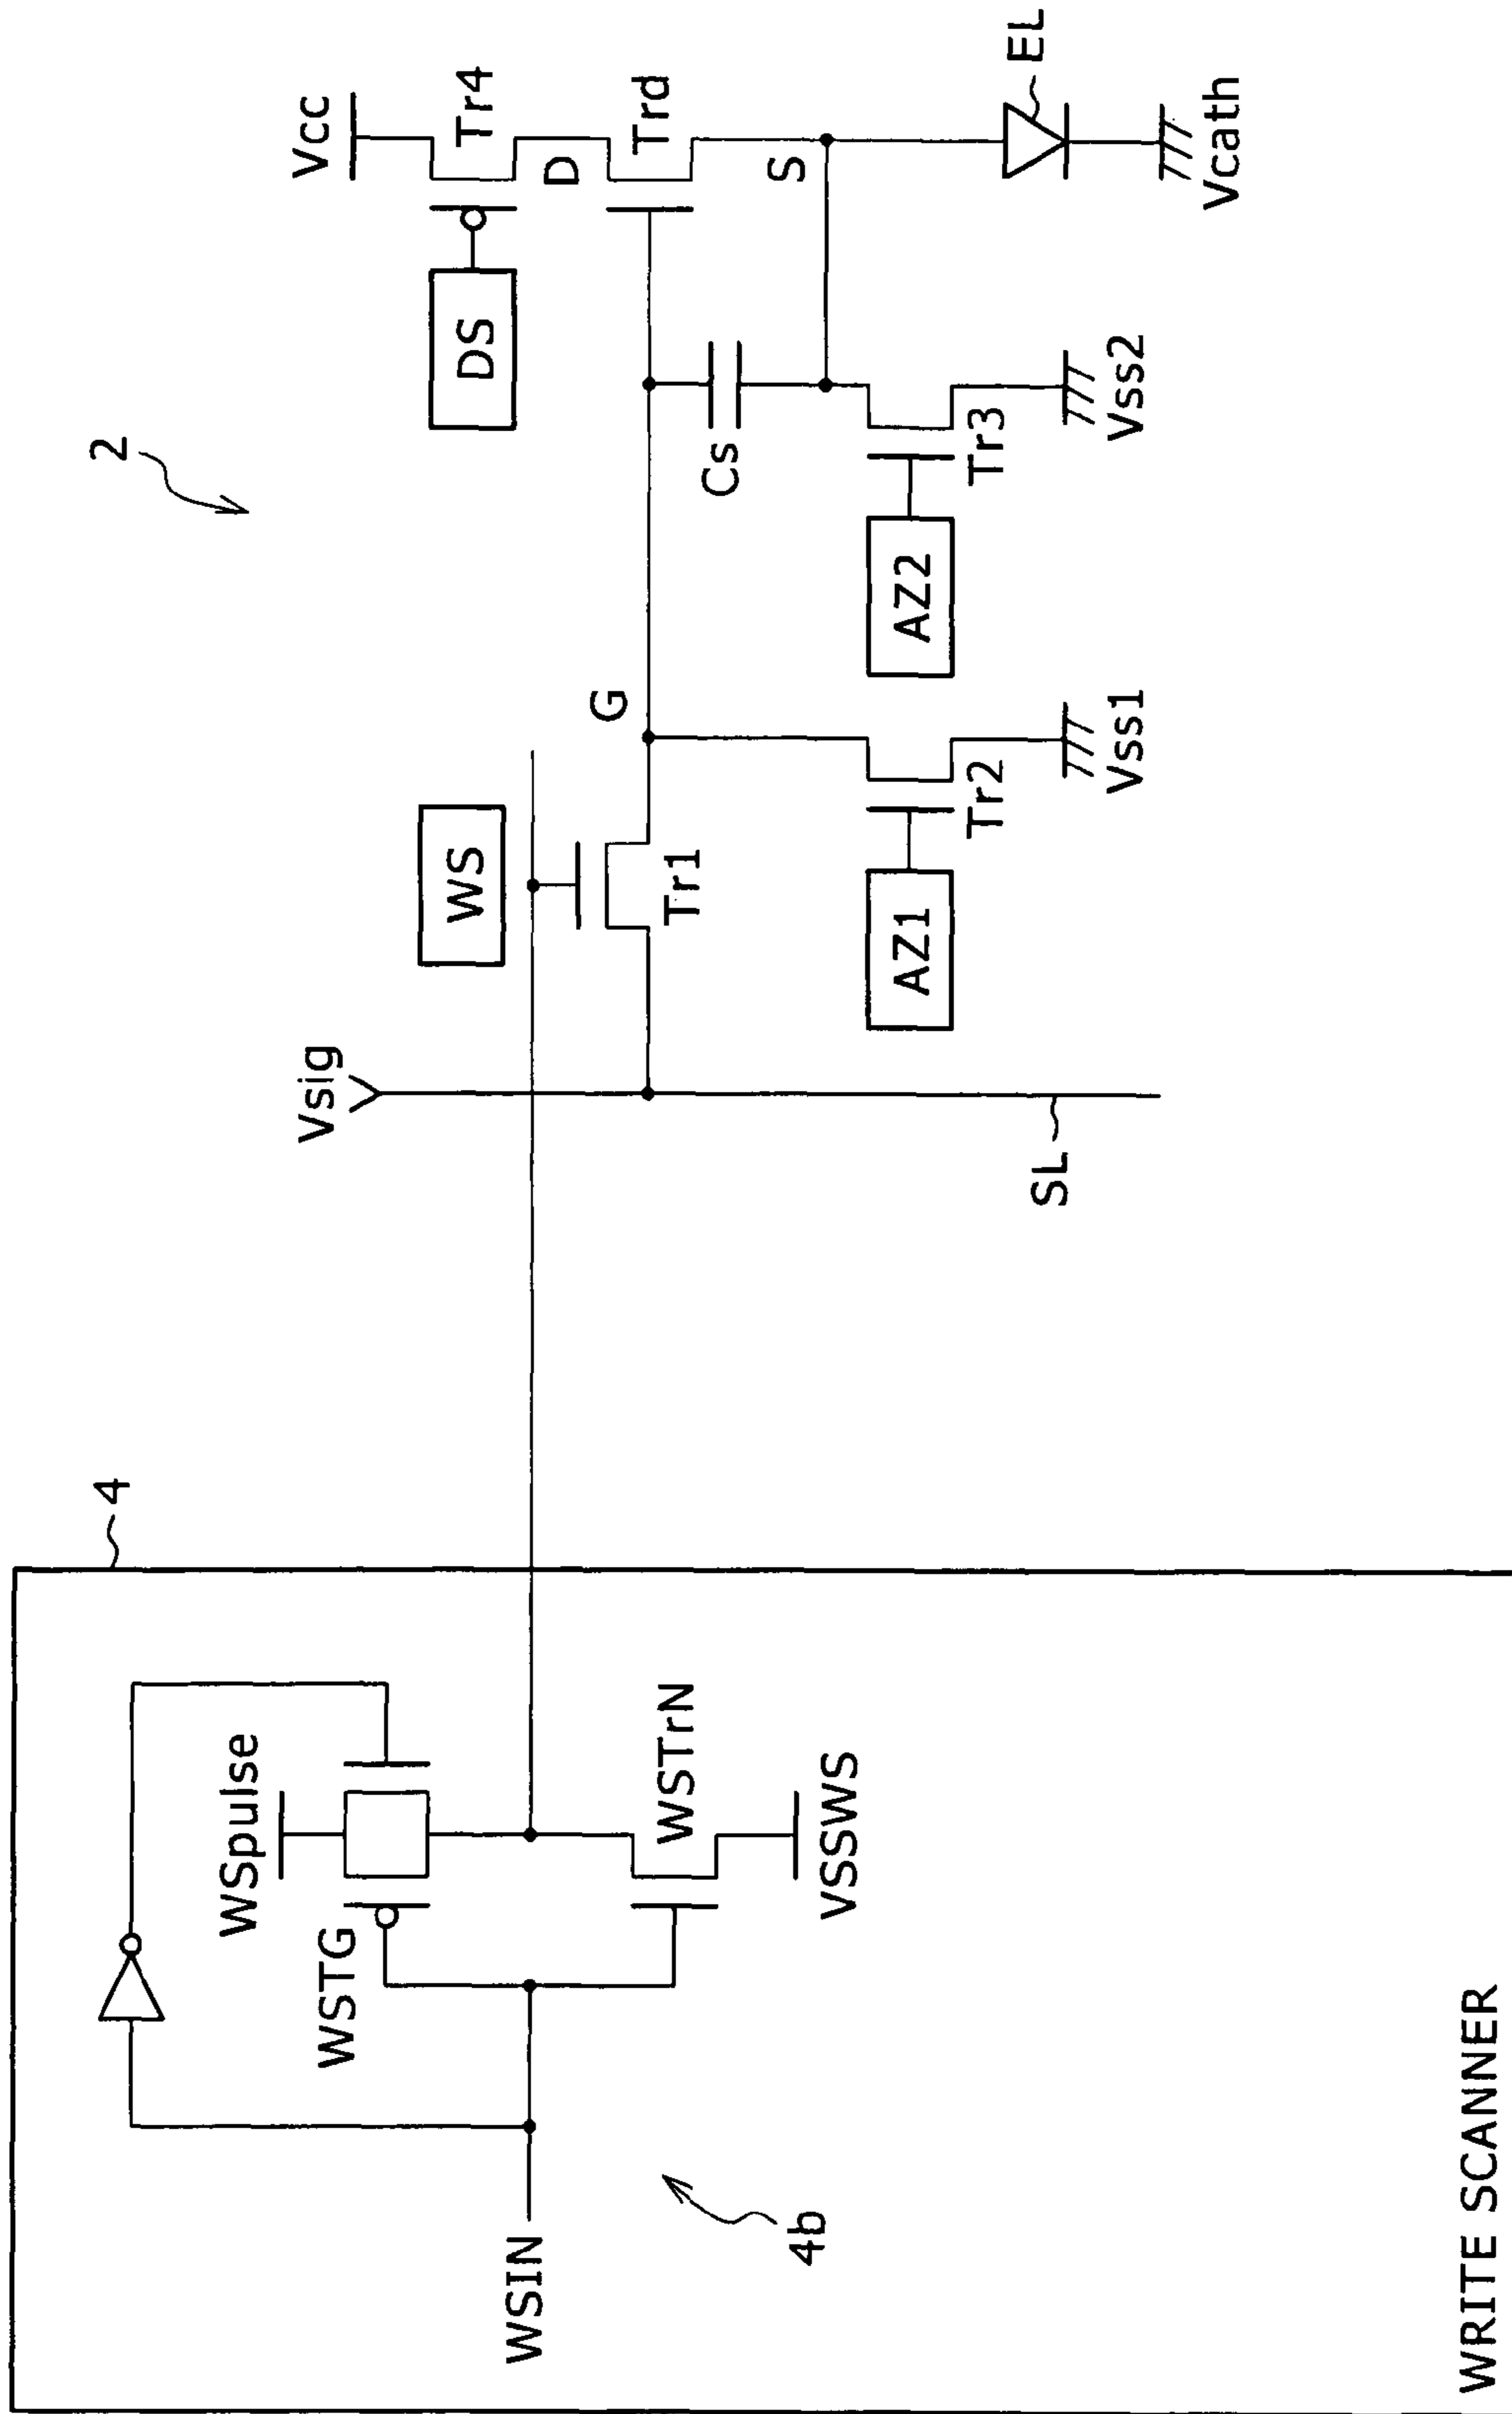 4
2
WSpulse
WSTG
WSIN
WSTrN
VSSWS
4b
WRITE SCANNER
Vsig
WS
Tr1
G
SL
AZ1
Tr2
Vss1
AZ2
Tr3
Vss2
Cs
DS
Vcc
Tr4
D
Trd
S
EL
Vcath